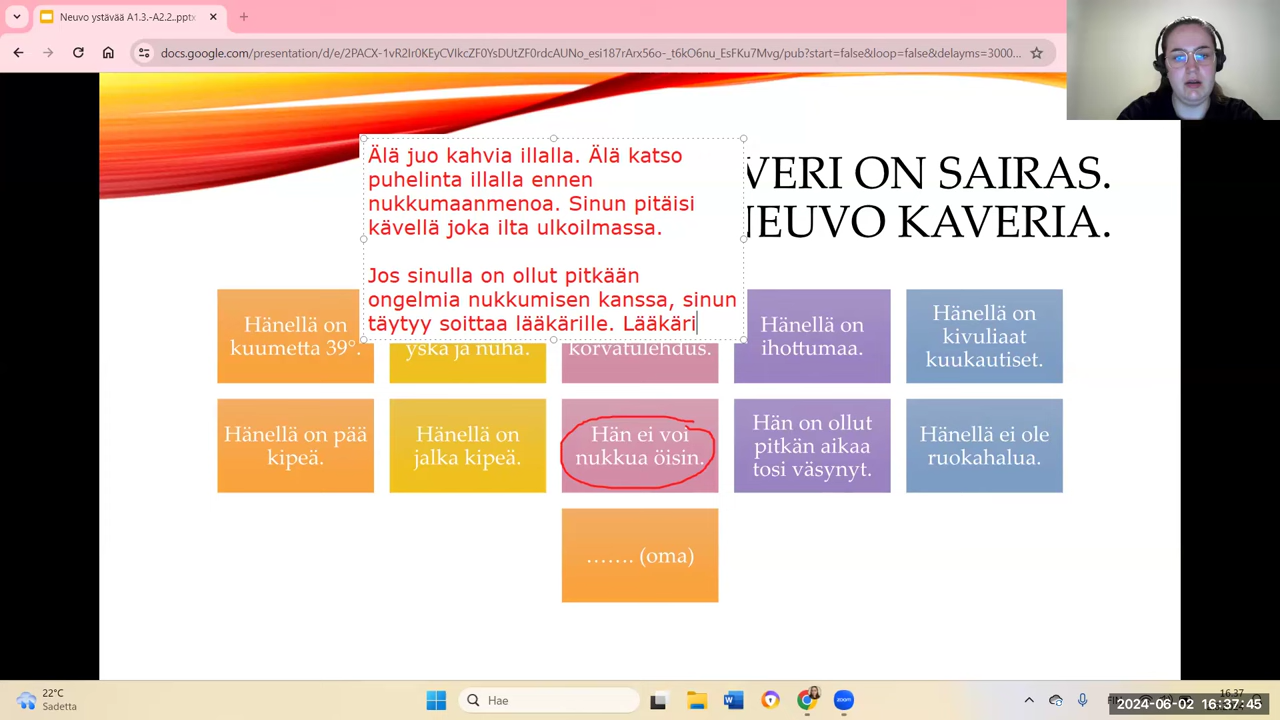 Neuvo ystävää A1.3.-A2.2..pptx
docs.google.com/presentation/d/e/2PACX-1vR2Ir0KEyCVIkcZF0YsDUtZF0rdcAUNo_esi187rArx56o-_t6kO6nu_EsFKu7Mvg/pub?start=false&loop=false&delayms=3000...
VERI ON SAIRAS.
NEUVO KAVERIA.
Älä juo kahvia illalla. Älä katso
puhelinta illalla ennen
nukkumaanmenoa. Sinun pitäisi
kävellä joka ilta ulkoilmassa.
Jos sinulla on ollut pitkään
ongelmia nukkumisen kanssa, sinun
täytyy soittaa lääkärille. Lääkäri
Hänellä on
kuumetta 39°.
yskä ja nuha.
korvatulehdus.
Hänellä on
ihottumaa.
Hänellä on
kivuliaat
kuukautiset.
Hänellä on pää
kipeä.
Hänellä on
jalka kipeä.
Hän ei voi
nukkua öisin.
Hän on ollut
pitkän aikaa
tosi väsynyt.
Hänellä ei ole
ruokahalua.
……. (oma)
22°C
Sadetta
Hae
zoom
16.37
2024-06-02 16:37:45